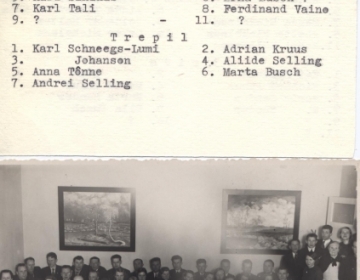 7. Karl Tali 8. Ferdinand Vaino
9. ? - 11. ?
Trepil
1. Karl Schneegs-Lumi 2. Adrian Kruus
3. Johanson 4. Aliide Selling
5. Anna Tõnne 6. Marta Busch
7. Andrei Selling